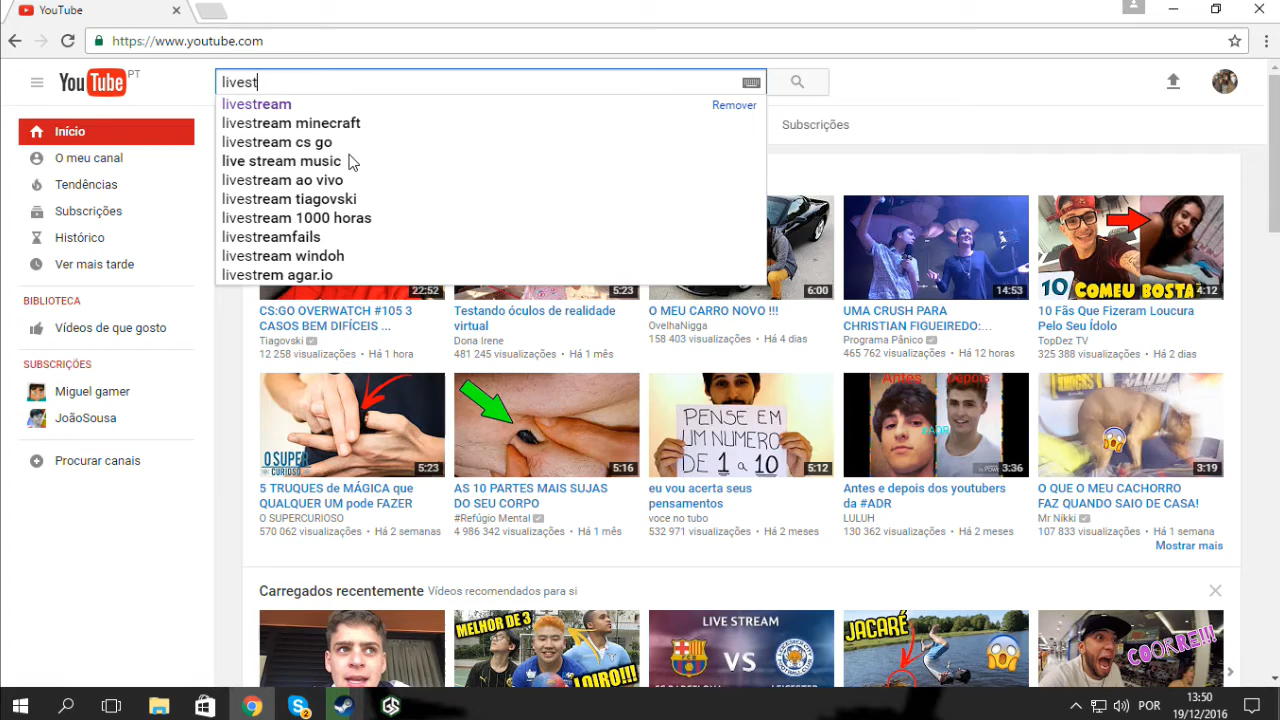 YouTube
https://www.youtube.com
YouTube PT
livest
livestream
Remover
livestream minecraft
livestream cs go
live stream music
livestream ao vivo
livestream tiagovski
livestream 1000 horas
livestreamfails
livestream windoh
livestrem agar.io
Subscrições
Início
O meu canal
Tendências
Subscrições
Histórico
Ver mais tarde
BIBLIOTECA
Vídeos de que gosto
SUBSCRIÇÕES
Miguel gamer
JoãoSousa
Procurar canais
22:52
5:23
6:00
14:53
10 COMEU BOSTA 4:12
CS:GO OVERWATCH #105 3
CASOS BEM DIFÍCEIS ...
Tiagovski
12 258 visualizações • Há 1 hora
Testando óculos de realidade
virtual
Dona Irene
481 245 visualizações • Há 1 mês
O MEU CARRO NOVO !!!
OvelhaNigga
158 403 visualizações • Há 4 dias
UMA CRUSH PARA
CHRISTIAN FIGUEIREDO:...
Programa Pânico
465 762 visualizações • Há 12 horas
10 Fãs Que Fizeram Loucura
Pelo Seu Ídolo
TopDez TV
325 388 visualizações • Há 2 dias
O SUPER
CURIOSO
5:23
5:16
PENSE EM
UM NUMERO
DE 1 a 10
5:12
Antes Depois
#ADR
3:36
3:19
5 TRUQUES de MÁGICA que
QUALQUER UM pode FAZER
O SUPERCURIOSO
570 062 visualizações • Há 2 semanas
AS 10 PARTES MAIS SUJAS
DO SEU CORPO
#Refúgio Mental
4 986 342 visualizações • Há 1 mês
eu vou acerta seus
pensamentos
voce no tubo
532 971 visualizações • Há 2 meses
Antes e depois dos youtubers
da #ADR
LULUH
130 362 visualizações • Há 2 meses
O QUE O MEU CACHORRO
FAZ QUANDO SAIO DE CASA!
Mr Nikki
107 833 visualizações • Há 1 semana
Mostrar mais
Carregados recentemente
Vídeos recomendados para si
MELHOR DE 3
LOIRO!!!
LIVE STREAM
VS
JACARÉ
CORRE!!!
2
POR
13:50
19/12/2016